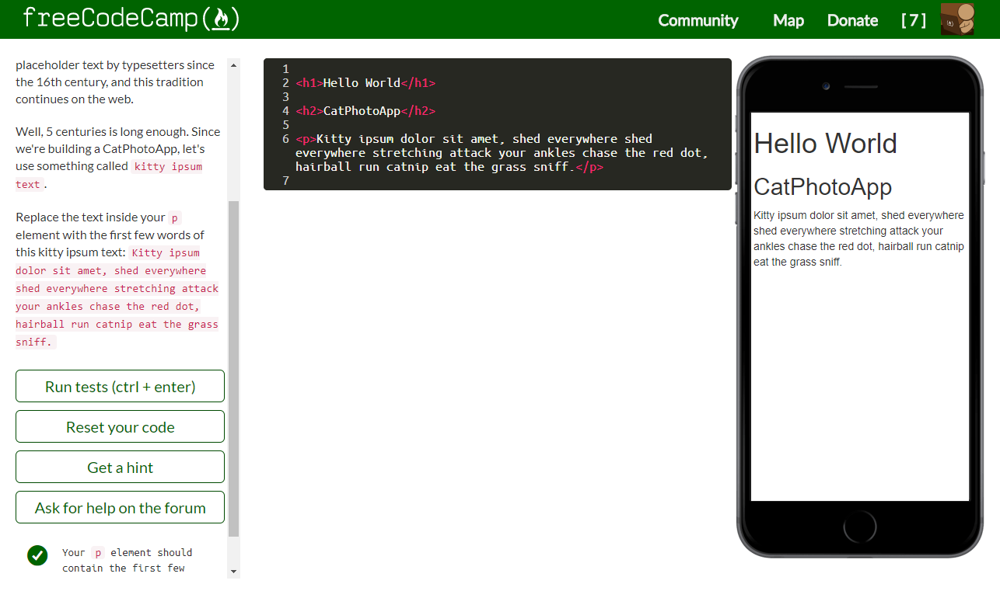 freeCodeCamp(🔥)
Community Map Donate [ 7 ]
placeholder text by typesetters since
the 16th century, and this tradition
continues on the web.
Well, 5 centuries is long enough. Since
we're building a CatPhotoApp, let's
use something called kitty ipsum
text.
Replace the text inside your p
element with the first few words of
this kitty ipsum text: Kitty ipsum
dolor sit amet, shed everywhere
shed everywhere stretching attack
your ankles chase the red dot,
hairball run catnip eat the grass
sniff.
Run tests (ctrl + enter)
Reset your code
Get a hint
Ask for help on the forum
Your p element should
contain the first few
1
2 <h1>Hello World</h1>
3
4 <h2>CatPhotoApp</h2>
5
6 <p>Kitty ipsum dolor sit amet, shed everywhere shed
everywhere stretching attack your ankles chase the red dot,
hairball run catnip eat the grass sniff.</p>
7
Hello World
CatPhotoApp
Kitty ipsum dolor sit amet, shed everywhere
shed everywhere stretching attack your
ankles chase the red dot, hairball run catnip
eat the grass sniff.